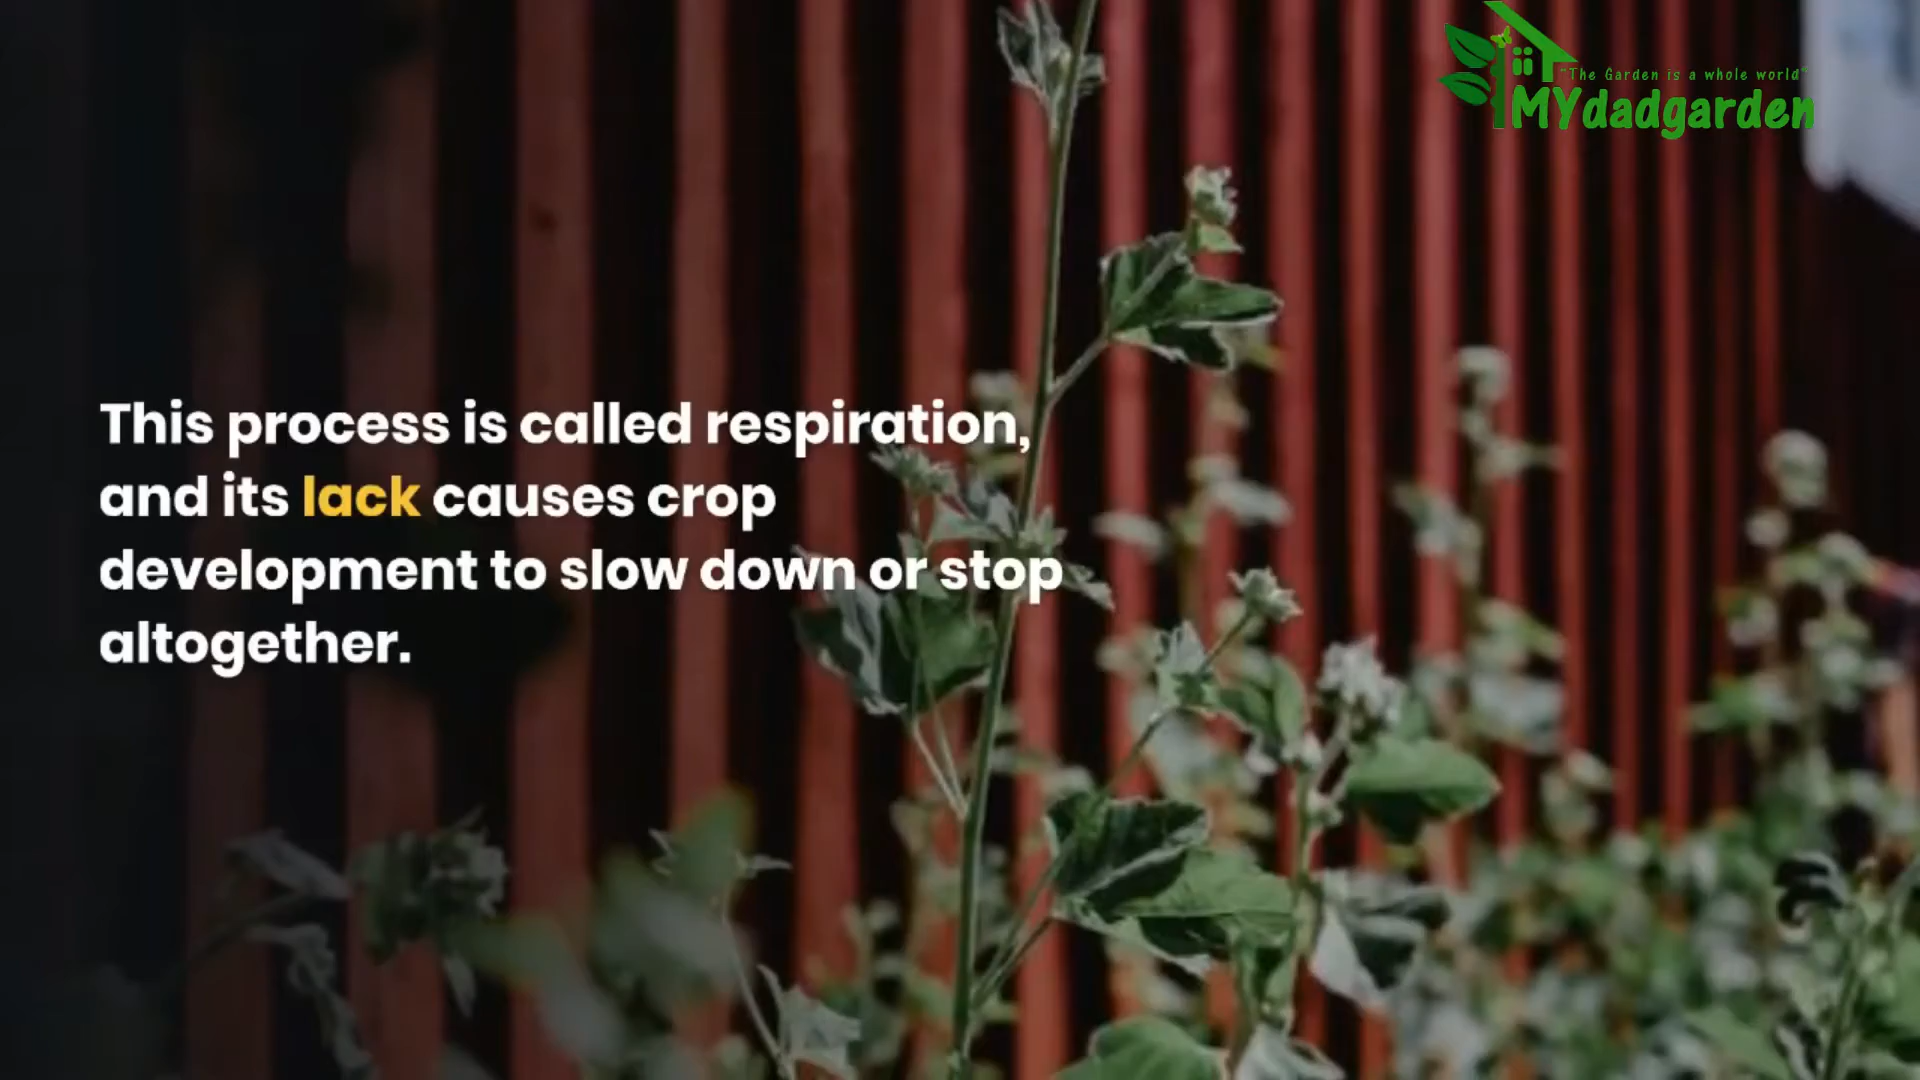 "The Garden is a whole world"
MYdadgarden
This process is called respiration,
and its lack causes crop
development to slow down or stop
altogether.